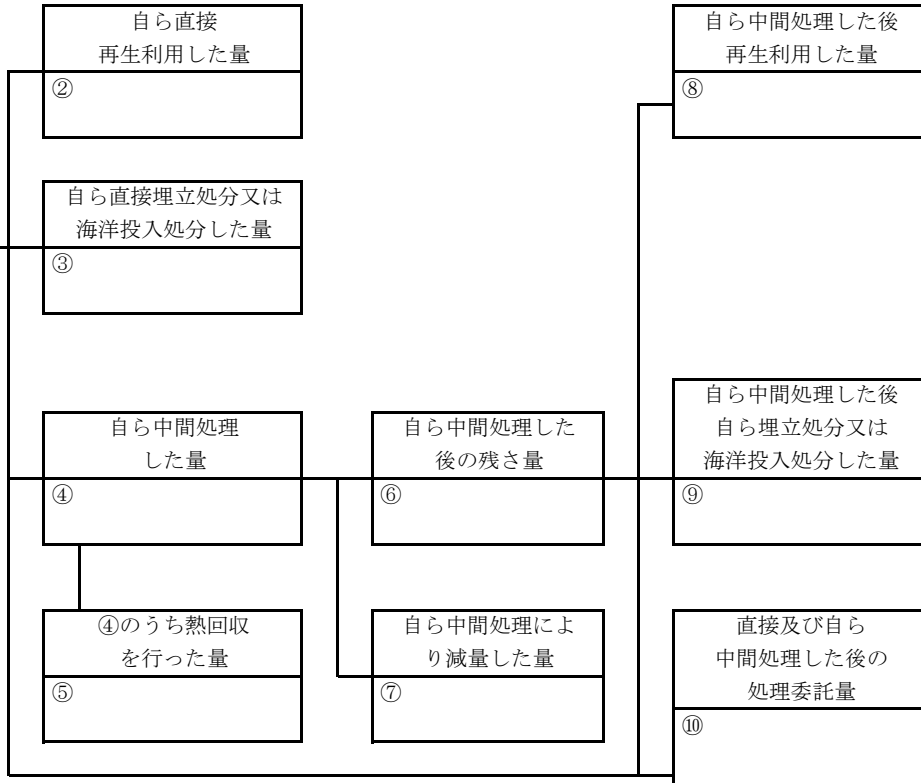 自ら直接
再生利用した量
②
自ら中間処理した後
再生利用した量
⑧
自ら直接埋立処分又は
海洋投入処分した量
③
自ら中間処理
した量
④
自ら中間処理した
後の残さ量
⑥
自ら中間処理した後
自ら埋立処分又は
海洋投入処分した量
⑨
④のうち熱回収
を行った量
⑤
自ら中間処理によ
り減量した量
⑦
直接及び自ら
中間処理した後の
処理委託量
⑩